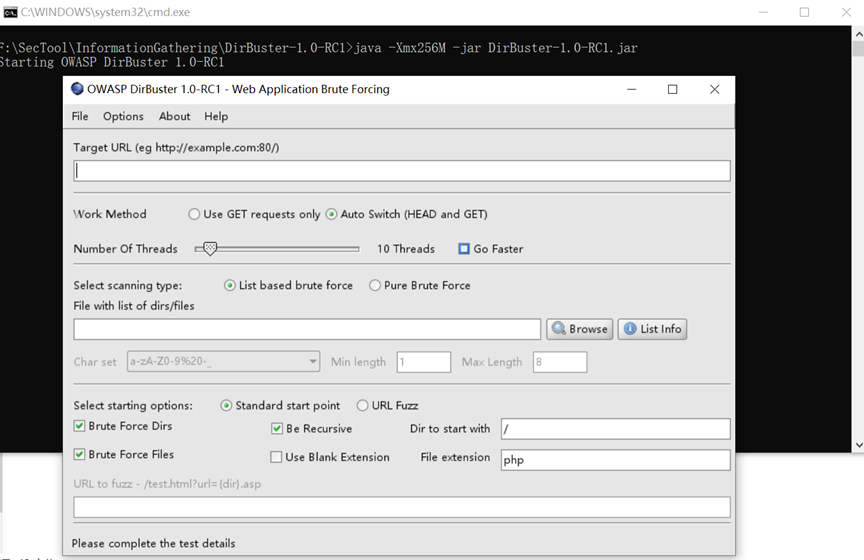 C:\WINDOWS\system32\cmd.exe
F:\SecTool\InformationGathering\DirBuster-1.0-RC1>java -Xmx256M -jar DirBuster-1.0-RC1.jar
Starting OWASP DirBuster 1.0-RC1
OWASP DirBuster 1.0-RC1 - Web Application Brute Forcing
File Options About Help
Target URL (eg http://example.com:80/)
Work Method Use GET requests only Auto Switch (HEAD and GET)
Number Of Threads 10 Threads Go Faster
Select scanning type: List based brute force Pure Brute Force
File with list of dirs/files
Browse List Info
Char set a-zA-Z0-9%20-_ Min length 1 Max Length 8
Select starting options: Standard start point URL Fuzz
Brute Force Dirs Be Recursive Dir to start with /
Brute Force Files Use Blank Extension File extension php
URL to fuzz - /test.html?url={dir}.asp
Please complete the test details